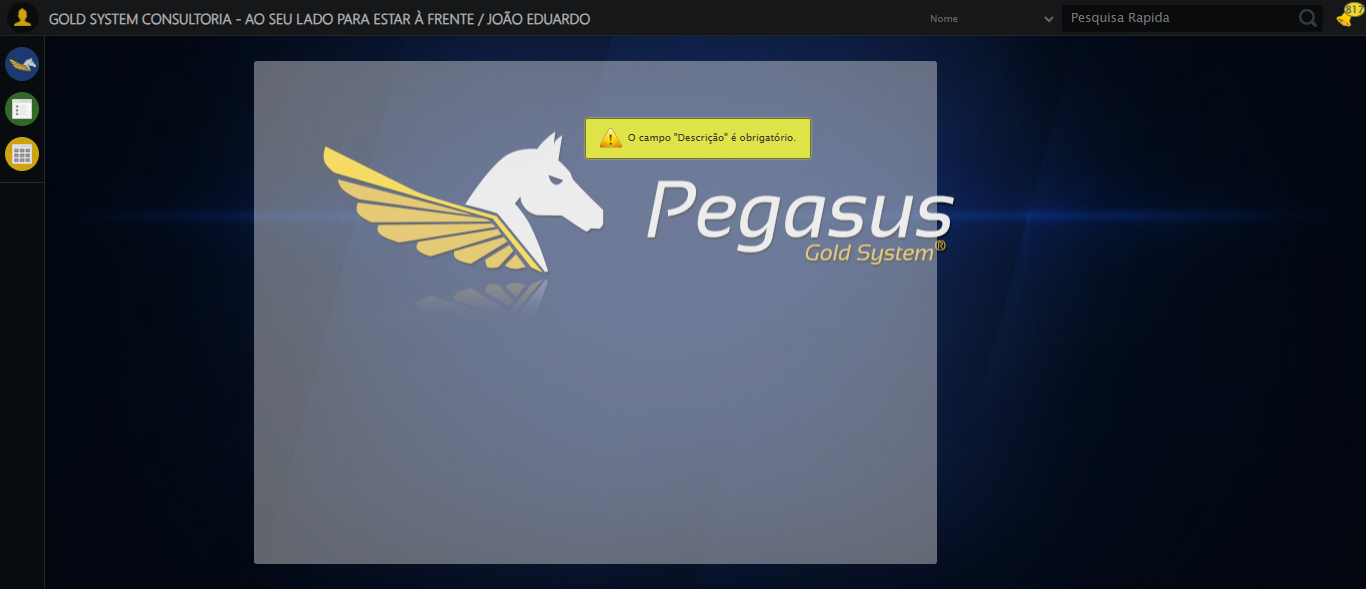 GOLD SYSTEM CONSULTORIA - AO SEU LADO PARA ESTAR À FRENTE / JOÃO EDUARDO
Nome
Pesquisa Rapida
817
O campo "Descrição" é obrigatório.
Pegasus
Gold System®